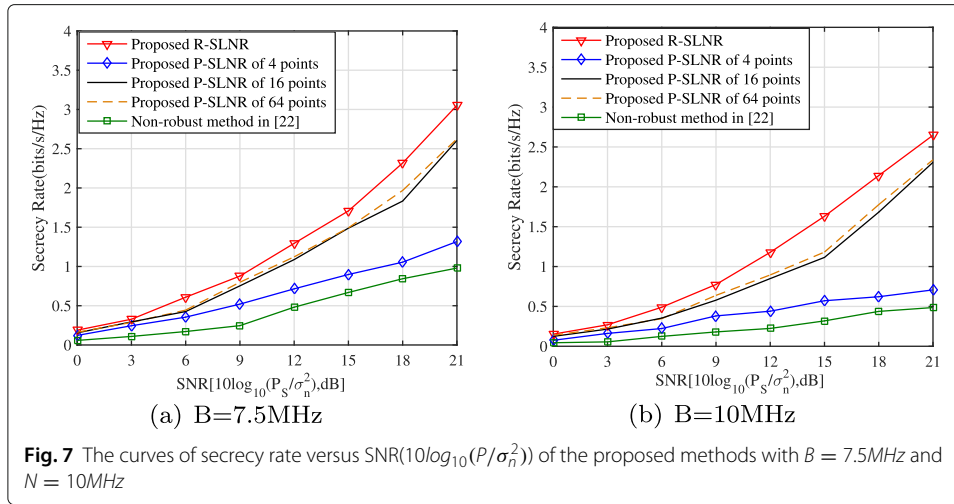 4
3.5
3
2.5
2
1.5
1
0.5
0
Secrecy Rate(bits/s/Hz)
Proposed R-SLNR
Proposed P-SLNR of 4 points
Proposed P-SLNR of 16 points
Proposed P-SLNR of 64 points
Non-robust method in [22]
0 3 6 9 12 15 18 21
SNR[10log₁₀(P_S/σ_n²),dB]
(a) B=7.5MHz
4
3.5
3
2.5
2
1.5
1
0.5
0
Secrecy Rate(bits/s/Hz)
Proposed R-SLNR
Proposed P-SLNR of 4 points
Proposed P-SLNR of 16 points
Proposed P-SLNR of 64 points
Non-robust method in [22]
0 3 6 9 12 15 18 21
SNR[10log₁₀(P_S/σ_n²),dB]
(b) B=10MHz
Fig. 7 The curves of secrecy rate versus SNR(10log₁₀(P/σ_n²)) of the proposed methods with B = 7.5MHz and
N = 10MHz